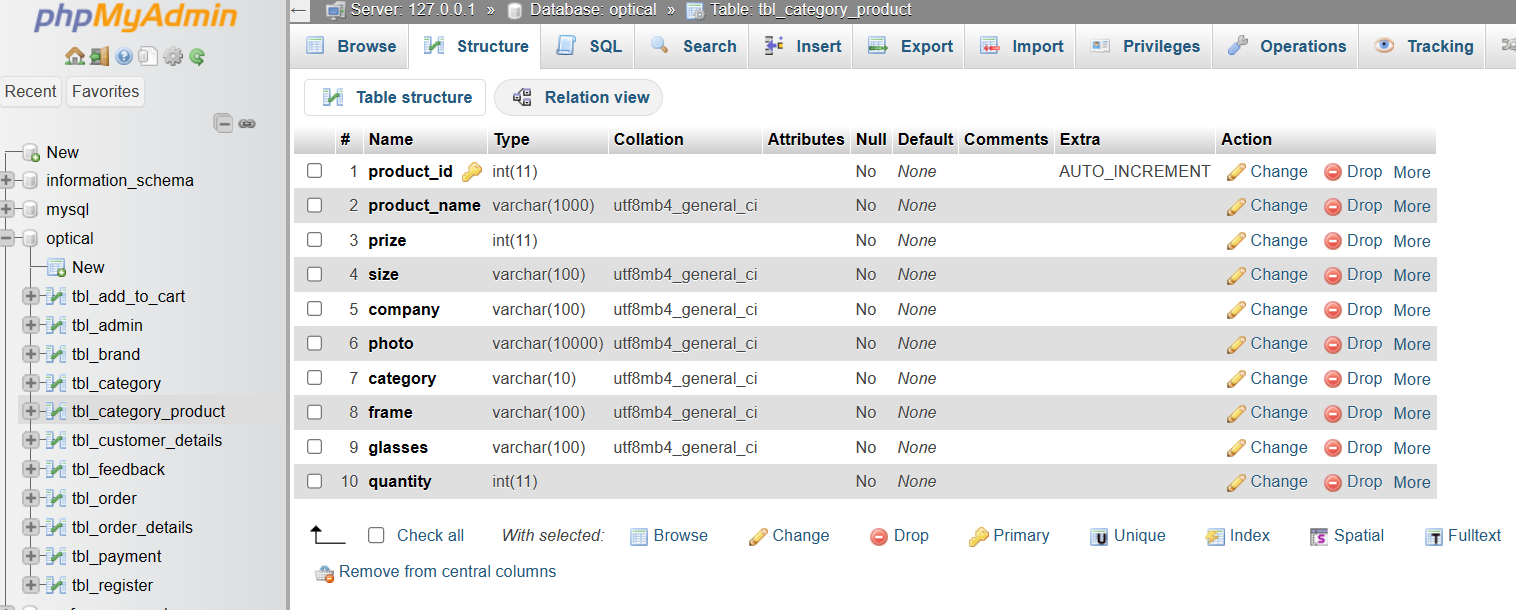 phpMyAdmin
Recent Favorites
New
information_schema
mysql
optical
New
tbl_add_to_cart
tbl_admin
tbl_brand
tbl_category
tbl_category_product
tbl_customer_details
tbl_feedback
tbl_order
tbl_order_details
tbl_payment
tbl_register
Server: 127.0.0.1 » Database: optical » Table: tbl_category_product
Browse Structure SQL Search Insert Export Import Privileges Operations Tracking
Table structure Relation view
# Name Type Collation Attributes Null Default Comments Extra Action
1 product_id int(11) No None AUTO_INCREMENT Change Drop More
2 product_name varchar(1000) utf8mb4_general_ci No None Change Drop More
3 prize int(11) No None Change Drop More
4 size varchar(100) utf8mb4_general_ci No None Change Drop More
5 company varchar(100) utf8mb4_general_ci No None Change Drop More
6 photo varchar(10000) utf8mb4_general_ci No None Change Drop More
7 category varchar(10) utf8mb4_general_ci No None Change Drop More
8 frame varchar(100) utf8mb4_general_ci No None Change Drop More
9 glasses varchar(100) utf8mb4_general_ci No None Change Drop More
10 quantity int(11) No None Change Drop More
Check all With selected: Browse Change Drop Primary Unique Index Spatial Fulltext
Remove from central columns